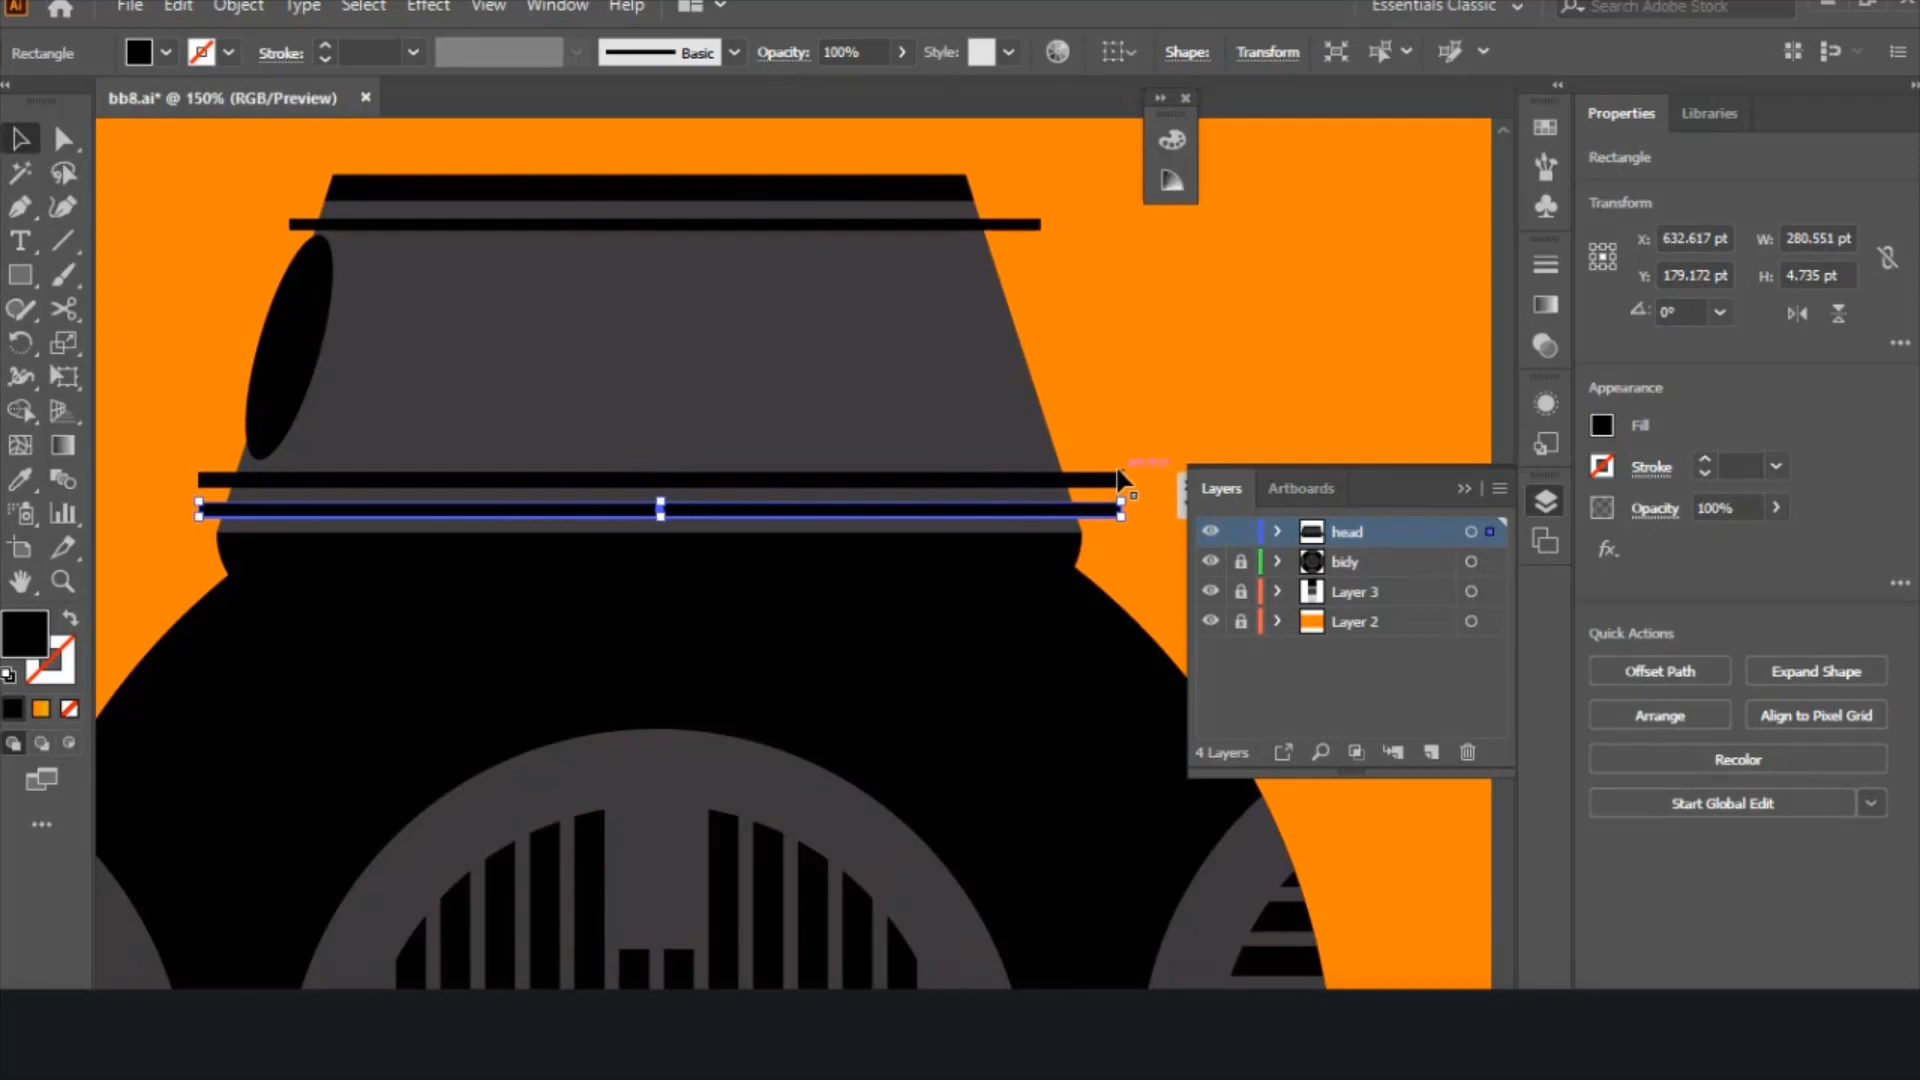 Ai File Edit Object Type Select Effect View Window Help Essentials Classic Search Adobe Stock
Rectangle Stroke: Basic Opacity: 100% Style: Shape: Transform
bb8.ai* @ 150% (RGB/Preview)
Properties Libraries
Rectangle
Transform
X: 632.617 pt W: 280.551 pt
Y: 179.172 pt H: 4.735 pt
0°
Appearance
Fill
Stroke
Opacity 100%
fx.
Quick Actions
Offset Path Expand Shape
Arrange Align to Pixel Grid
Recolor
Start Global Edit
Layers Artboards
head
bidy
Layer 3
Layer 2
4 Layers